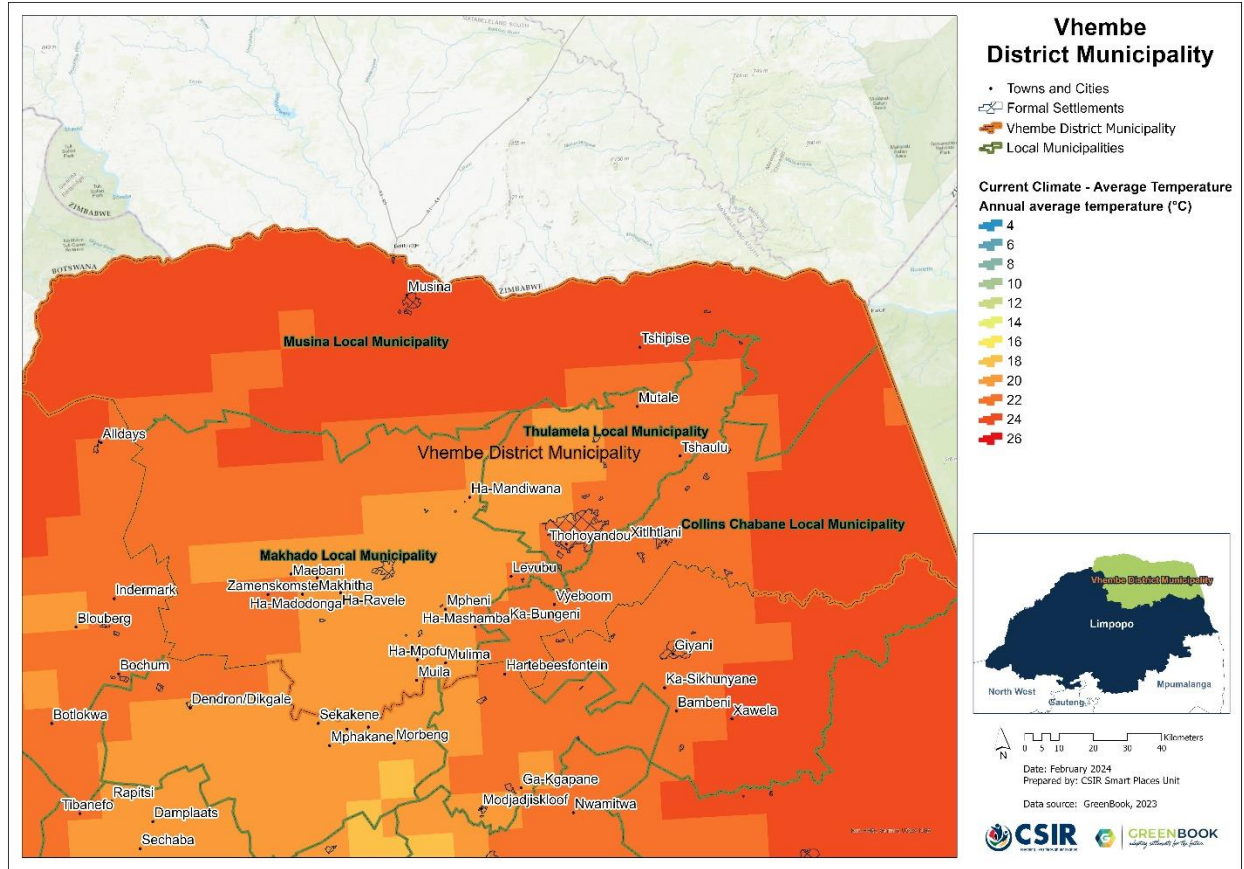 Vhembe
District Municipality
Towns and Cities
Formal Settlements
Vhembe District Municipality
Local Municipalities
Current Climate - Average Temperature
Annual average temperature (°C)
4
6
8
10
12
14
16
18
20
22
24
26
ZIMBABWE
BOTSWANA
ZIMBABWE
Musina
Musina Local Municipality
Tshipise
Mutale
Alldays
Thulamela Local Municipality
Vhembe District Municipality
Tshaulu
Ha-Mandiwana
Thohoyandou
Xitlhtlani
Collins Chabane Local Municipality
Makhado Local Municipality
Maebani
Levubu
Zamenskomste
Makhitha
Indermark
Ha-Madodonga
Ha-Ravele
Mpheni
Vyeboom
Blouberg
Ha-Mashamba
Ka-Bungeni
Ha-Mpofu
Mulima
Giyani
Bochum
Muila
Hartebeesfontein
Ka-Sikhunyane
Dendron/Dikgale
Bambeni
Xawela
Botlokwa
Sekakene
Mphakane
Morbeng
Ga-Kgapane
Rapitsi
Tibanefo
Modjadjiskloof
Nwamitwa
Damplaats
Sechaba
Vhembe District Municipality
Limpopo
North West
Gauteng
Mpumalanga
N
Kilometers
0 5 10 20 30 40
Date: February 2024
Prepared by: CSIR Smart Places Unit
Data source: GreenBook, 2023
CSIR
GREENBOOK
adapting settlements for the future